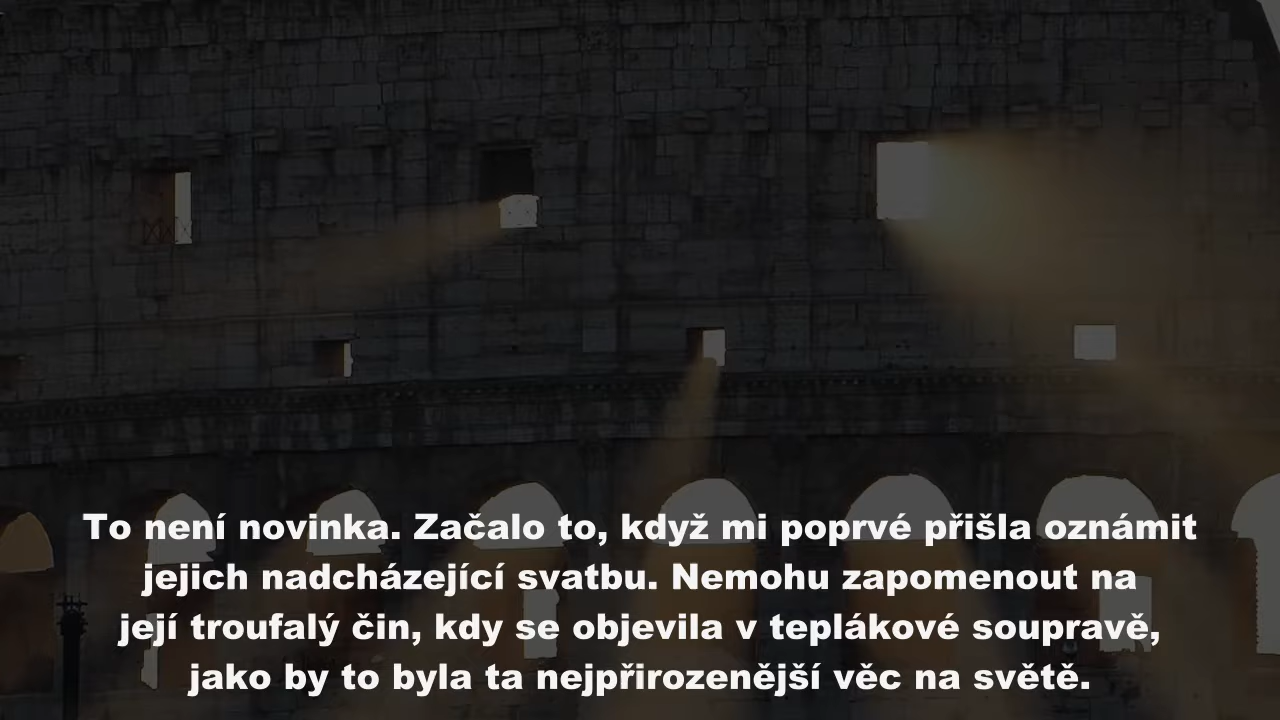 To není novinka. Začalo to, když mi poprvé přišla oznámit
jejich nadcházející svatbu. Nemohu zapomenout na
její troufalý čin, kdy se objevila v teplákové soupravě,
jako by to byla ta nejpřirozenější věc na světě.